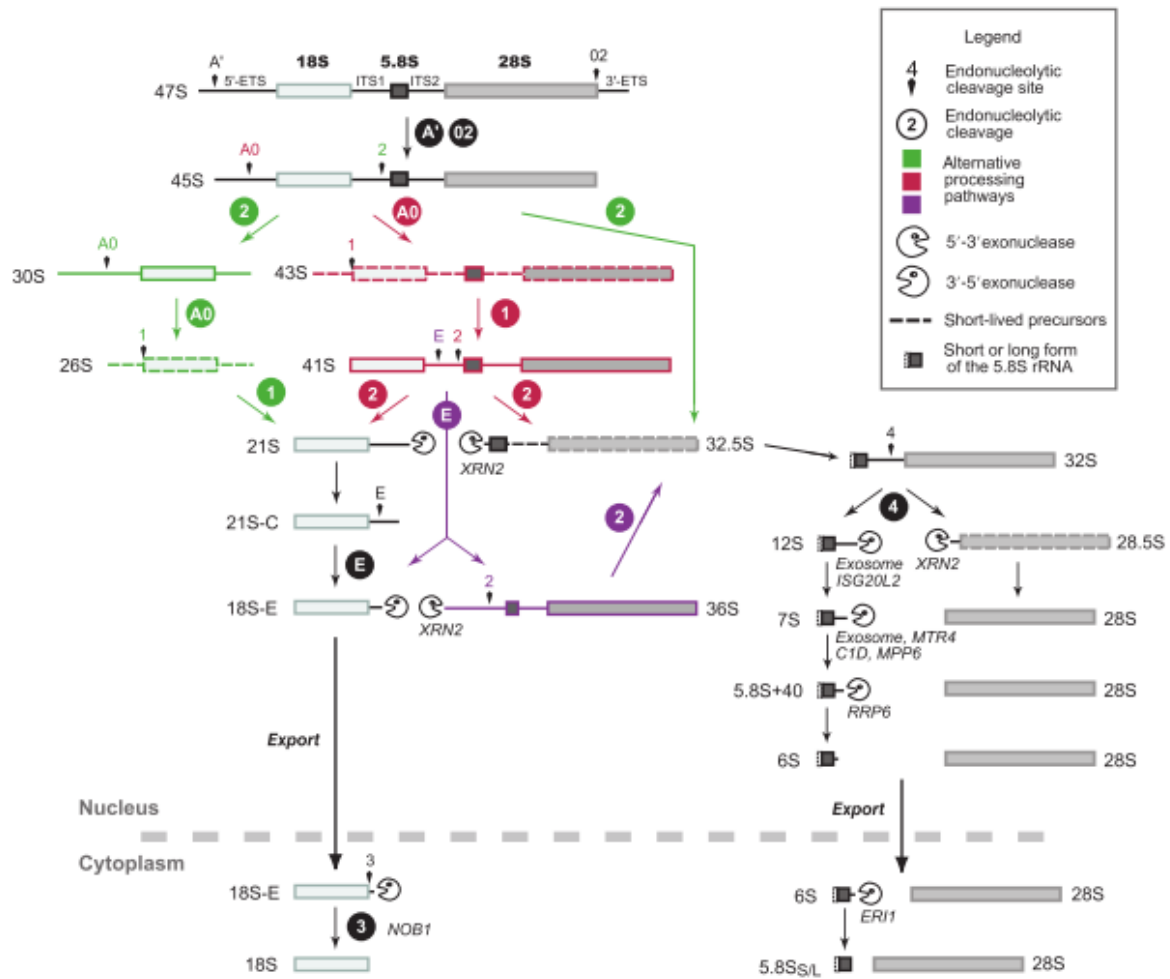 A'
5'-ETS
18S
ITS1
5.8S
ITS2
28S
02
3'-ETS
47S
A' 02
A0
2
45S
2
A0
2
A0
30S
1
43S
A0
1
1
26S
E 2
41S
1
2
E
2
21S
XRN2
32.5S
4
32S
E
21S-C
2
4
12S
Exosome
ISG20L2
XRN2
28.5S
E
18S-E
2
XRN2
36S
7S
Exosome, MTR4
C1D, MPP6
28S
5.8S+40
RRP6
28S
Export
6S
28S
Nucleus
Export
Cytoplasm
3
18S-E
6S
ERI1
28S
3 NOB1
18S
5.8SS/L
28S
Legend
4
Endonucleolytic
cleavage site
2
Endonucleolytic
cleavage
Alternative
processing
pathways
5'-3'exonuclease
3'-5'exonuclease
Short-lived precursors
Short or long form
of the 5.8S rRNA